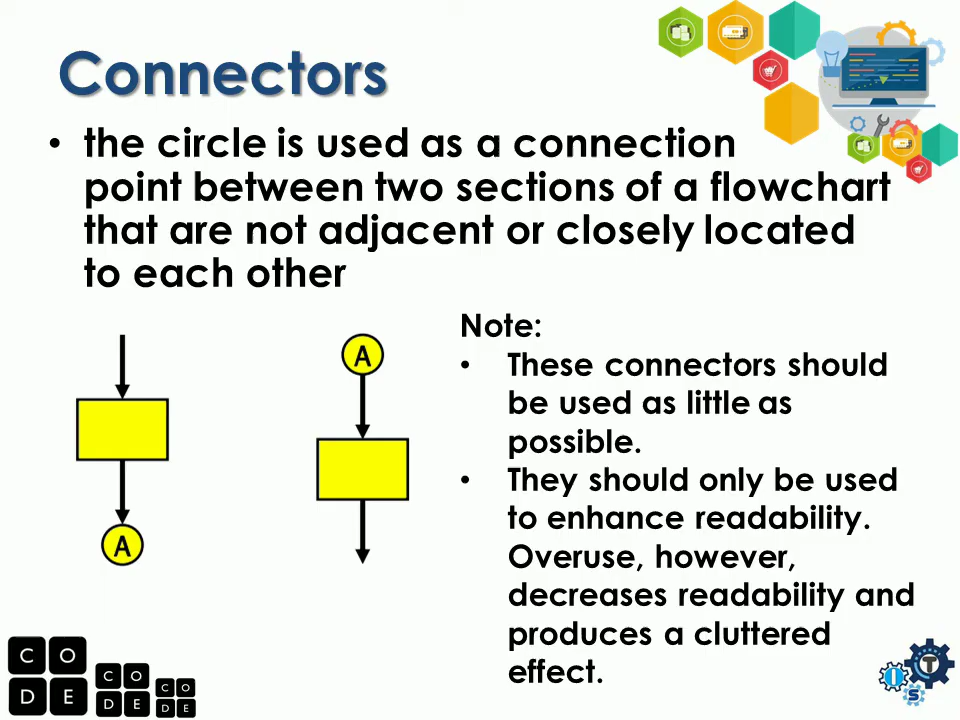 Connectors
• the circle is used as a connection
point between two sections of a flowchart
that are not adjacent or closely located
to each other
A
A
Note:
• These connectors should
be used as little as
possible.
• They should only be used
to enhance readability.
Overuse, however,
decreases readability and
produces a cluttered
effect.
C O
D E
C O
D E
C O
D E
I T S